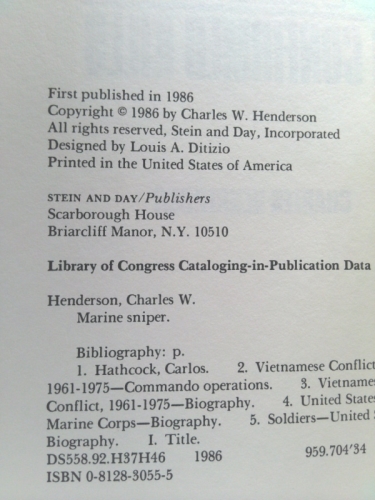 First published in 1986
Copyright © 1986 by Charles W. Henderson
All rights reserved, Stein and Day, Incorporated
Designed by Louis A. Ditizio
Printed in the United States of America
STEIN AND DAY/Publishers
Scarborough House
Briarcliff Manor, N.Y. 10510
Library of Congress Cataloging-in-Publication Data
Henderson, Charles W.
Marine sniper.
Bibliography: p.
1. Hathcock, Carlos. 2. Vietnamese Conflict
1961-1975—Commando operations. 3. Vietname
Conflict, 1961-1975—Biography. 4. United States
Marine Corps—Biography. 5. Soldiers—United S
Biography. I. Title.
DS558.92.H37H46 1986 959.704'34
ISBN 0-8128-3055-5